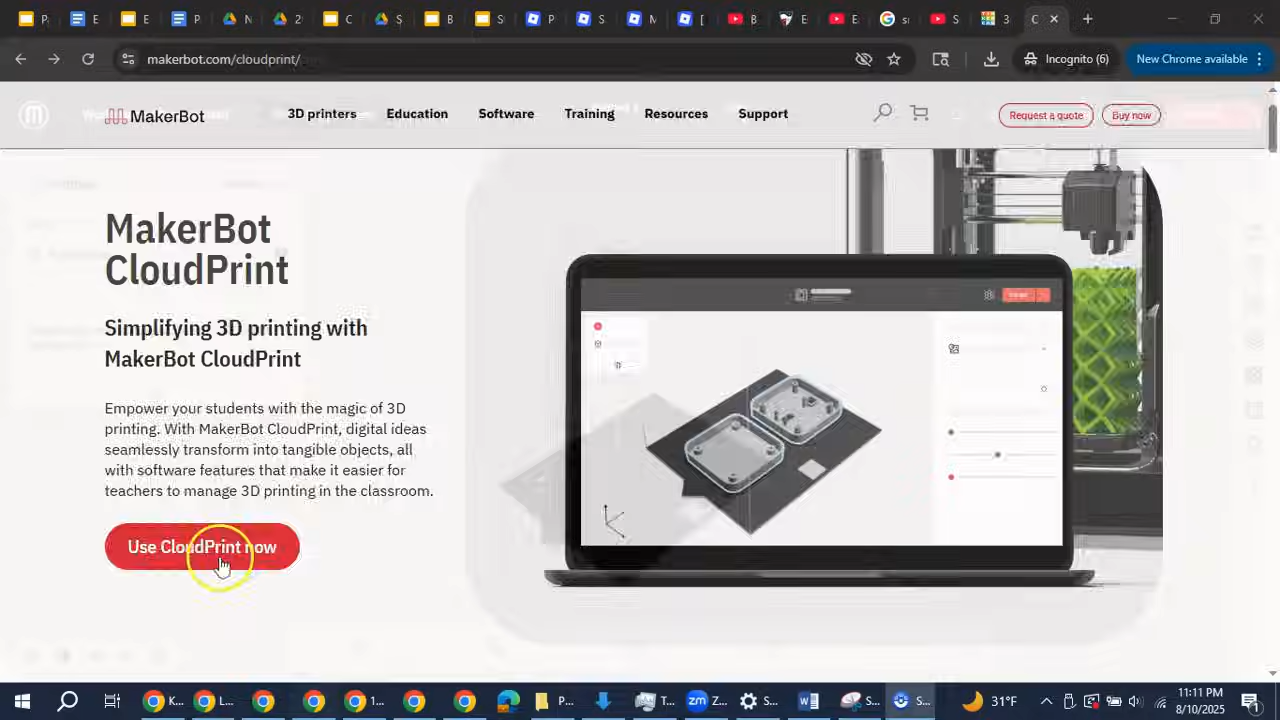 makerbot.com/cloudprint/
Incognito (6)
New Chrome available
MakerBot
3D printers
Education
Software
Training
Resources
Support
Request a quote
Buy now
MakerBot
CloudPrint
Simplifying 3D printing with
MakerBot CloudPrint
Empower your students with the magic of 3D
printing. With MakerBot CloudPrint, digital ideas
seamlessly transform into tangible objects, all
with software features that make it easier for
teachers to manage 3D printing in the classroom.
Use CloudPrint now
31°F
11:11 PM
8/10/2025